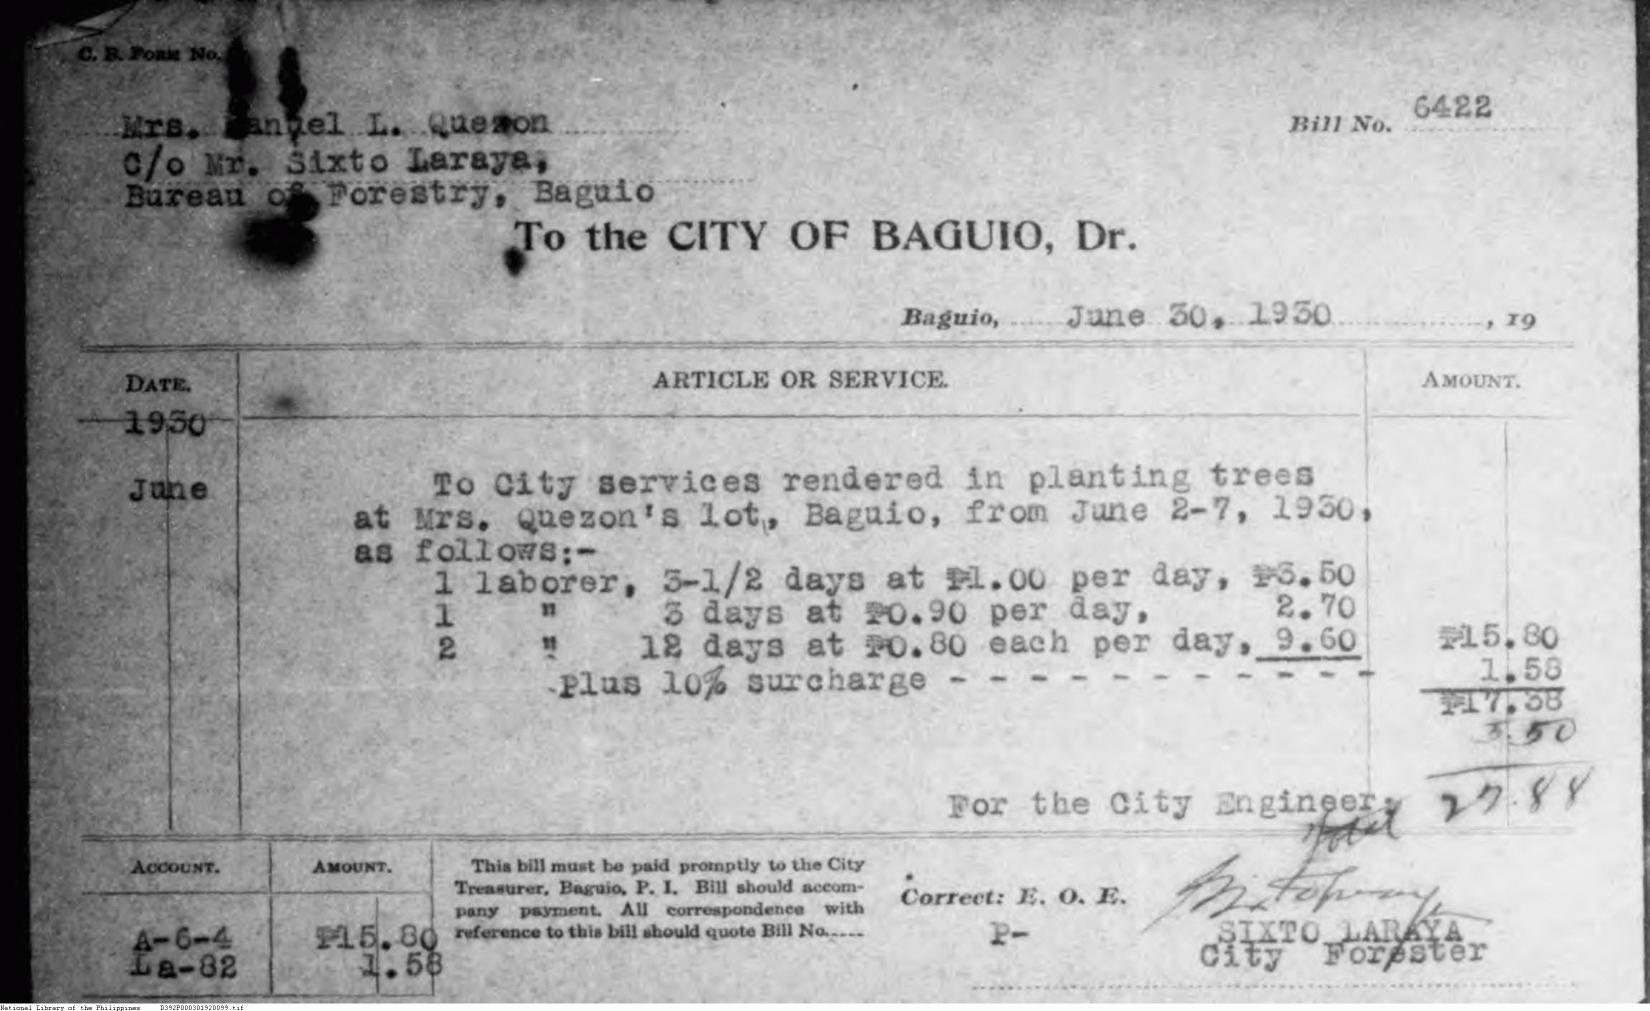 C. B. Form No.
Mrs. Manuel L. Quezon
Bill No. 6422
C/o Mr. Sixto Laraya,
Bureau of Forestry, Baguio
To the CITY OF BAGUIO, Dr.
Baguio, June 30, 1930, 19
DATE. ARTICLE OR SERVICE. AMOUNT.
1930
June To City services rendered in planting trees
at Mrs. Quezon's lot, Baguio, from June 2-7, 1930,
as follows:-
1 laborer, 3-1/2 days at ₱1.00 per day, ₱3.50
1 " 3 days at ₱0.90 per day, 2.70
2 " 12 days at ₱0.80 each per day, 9.60 ₱15.80
Plus 10% surcharge - - - - - - - - - - - 1.58
₱17.38
50
For the City Engineer:
27.88
Total
ACCOUNT. AMOUNT.
A-6-4 ₱15.80
La-82 1.58
This bill must be paid promptly to the City
Treasurer, Baguio, P. I. Bill should accom-
pany payment. All correspondence with
reference to this bill should quote Bill No.....
Correct: E. O. E.
P-
SIXTO LARAYA
City Forester
National Library of the Philippines D392P000301920099.tif